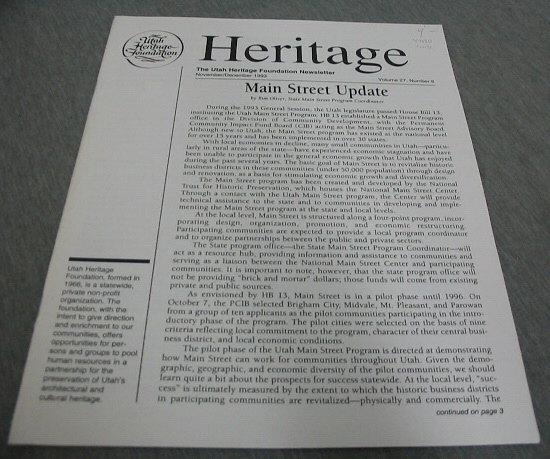 The
Utah
Heritage
Foundation
Heritage
The Utah Heritage Foundation Newsletter
November/December 1993
Volume 27, Number 6
Main Street Update
by Bim Oliver, State Main Street Program Coordinator
During the 1993 General Session, the Utah legislature passed House Bill 13,
instituting the Utah Main Street Program. HB 13 established a Main Street Program
office in the Division of Community Development, with the Permanent
Community Impact Fund Board (CIB) acting as the Main Street Advisory Board.
Although new to Utah, the Main Street program has existed at the national level
for over 15 years and has been implemented in over 30 states.
With local economies in decline, many small communities in Utah—particu-
larly in rural areas of the state—have experienced economic stagnation and have
been unable to participate in the general economic growth that Utah has enjoyed
during the past several years. The basic goal of Main Street is to revitalize historic
business districts in those communities (under 50,000 population) through design
and renovation, as a basis for stimulating economic growth and diversification.
The Main Street program has been created and developed by the National
Trust for Historic Preservation, which houses the National Main Street Center.
Through a contract with the Utah Main Street program, the Center will provide
technical assistance to the state and to communities in developing and imple-
menting the Main Street program at the state and local levels.
At the local level, Main Street is structured along a four-point program, incor-
porating design, organization, promotion, and economic restructuring.
Participating communities are expected to provide a local program coordinator
and to organize partnerships between the public and private sectors.
The State program office—the State Main Street Program Coordinator—will
act as a resource hub, providing information and assistance to communities and
serving as a liaison between the National Main Street Center and participating
communities. It is important to note, however, that the state program office will
not be providing "brick and mortar" dollars; those funds will come from existing
private and public sources.
As envisioned by HB 13, Main Street is in a pilot phase until 1996. On
October 7, the PCIB selected Brigham City, Midvale, Mt. Pleasant, and Parowan
from a group of ten applicants as the pilot communities participating in the intro-
ductory phase of the program. The pilot cities were selected on the basis of nine
criteria reflecting local commitment to the program, character of their central busi-
ness district, and local economic conditions.
The pilot phase of the Utah Main Street Program is directed at demonstrating
how Main Street can work for communities throughout Utah. Given the demo-
graphic, geographic, and economic diversity of the pilot communities, we should
learn quite a bit about the prospects for success statewide. At the local level, "suc-
cess" is ultimately measured by the extent to which the historic business districts
in participating communities are revitalized—physically and commercially. The
continued on page 3
Utah Heritage
Foundation, formed in
1966, is a statewide,
private non-profit
organization. The
foundation, with the
intent to give direction
and enrichment to our
communities, offers
opportunities for per-
sons and groups to pool
human resources in a
partnership for the
preservation of Utah's
architectural and
cultural heritage.